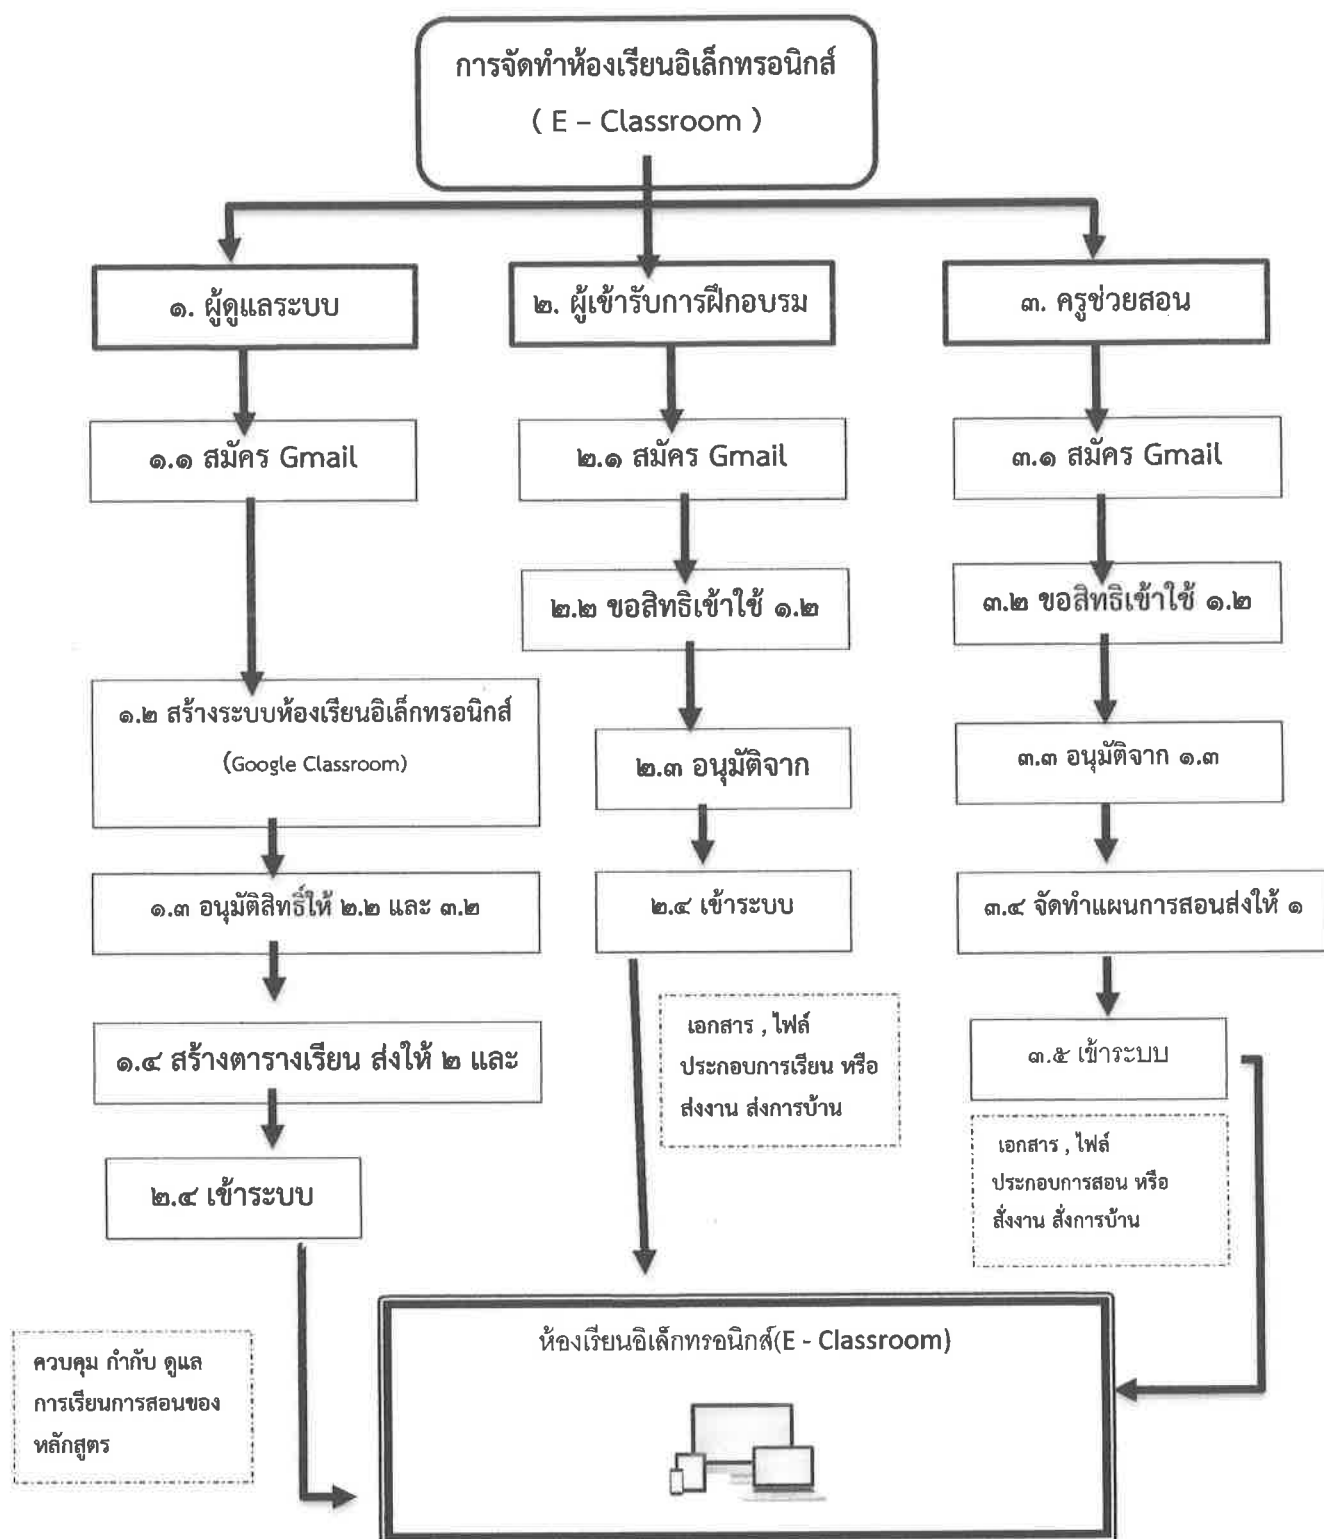 การจัดทำห้องเรียนอิเล็กทรอนิกส์
( E – Classroom )
๑. ผู้ดูแลระบบ
๒. ผู้เข้ารับการฝึกอบรม
๓. ครูช่วยสอน
๑.๑ สมัคร Gmail
๒.๑ สมัคร Gmail
๓.๑ สมัคร Gmail
๒.๒ ขอสิทธิเข้าใช้ ๑.๒
๓.๒ ขอสิทธิเข้าใช้ ๑.๒
๑.๒ สร้างระบบห้องเรียนอิเล็กทรอนิกส์
(Google Classroom)
๒.๓ อนุมัติจาก
๓.๓ อนุมัติจาก ๑.๓
๑.๓ อนุมัติสิทธิ์ให้ ๒.๒ และ ๓.๒
๒.๔ เข้าระบบ
๓.๔ จัดทำแผนการสอนส่งให้ ๑
๑.๔ สร้างตารางเรียน ส่งให้ ๒ และ
เอกสาร , ไฟล์
ประกอบการเรียน หรือ
ส่งงาน ส่งการบ้าน
๓.๕ เข้าระบบ
๒.๔ เข้าระบบ
เอกสาร , ไฟล์
ประกอบการสอน หรือ
สั่งงาน สั่งการบ้าน
ควบคุม กำกับ ดูแล
การเรียนการสอนของ
หลักสูตร
ห้องเรียนอิเล็กทรอนิกส์(E - Classroom)